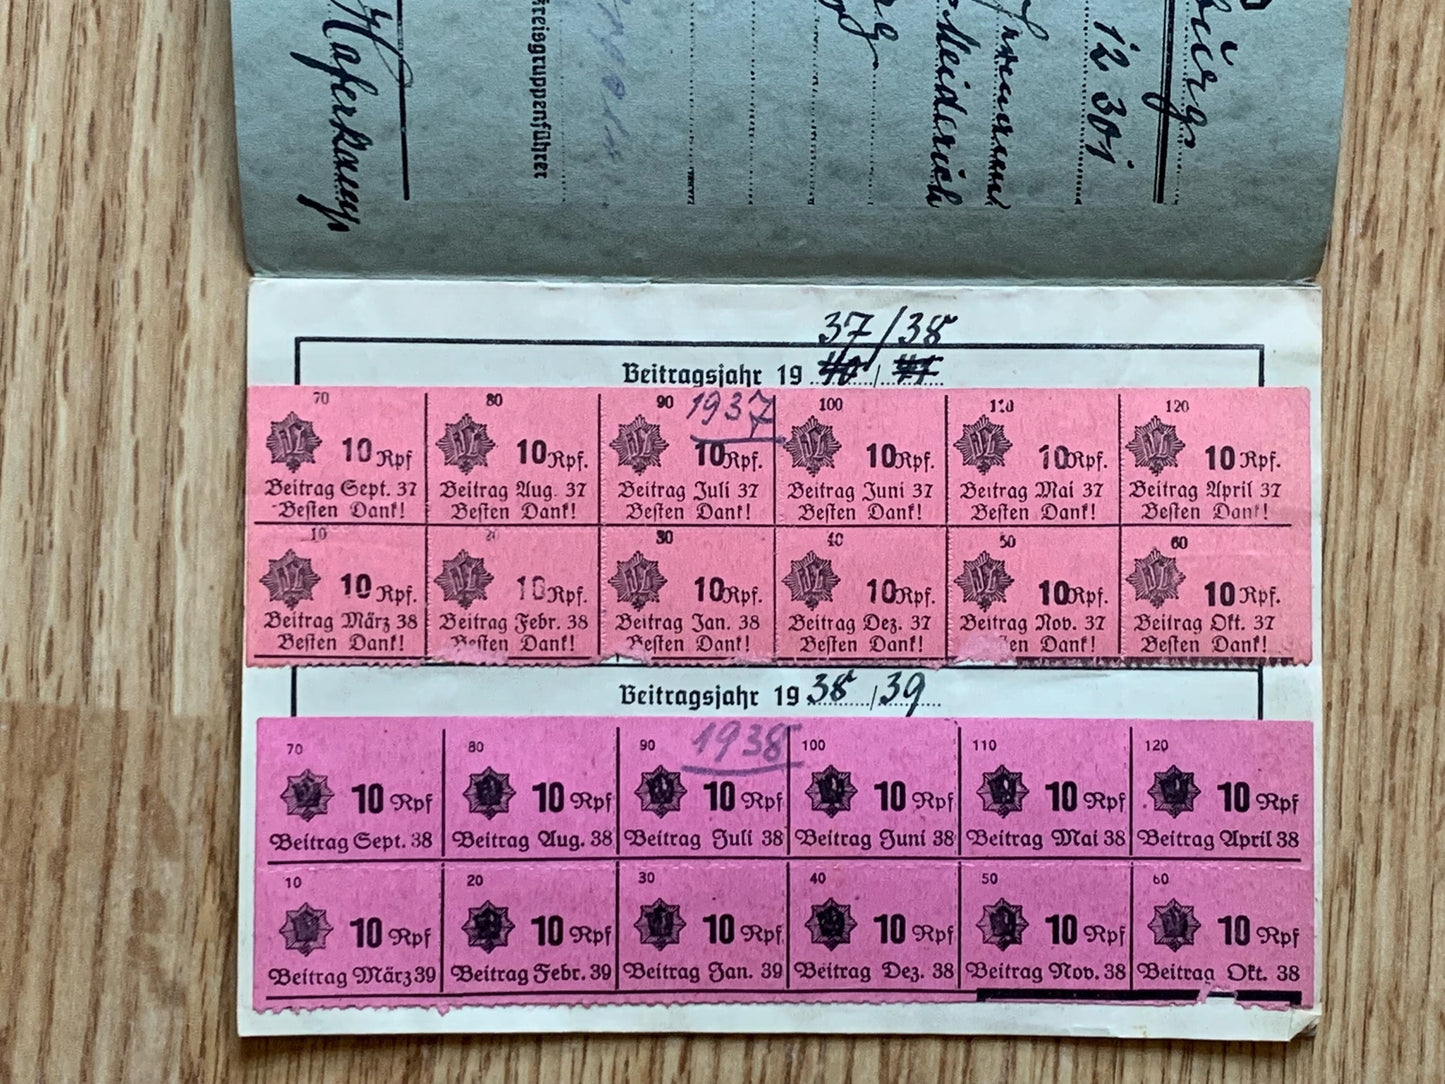 Haferkamp
Kreisgruppenführer
Meiderich
12 301
37/38
Beitragsjahr 19 40 / 41
70 80 90 1937 100 110 120
10 Rpf 10 Rpf. 10 Rpf. 10 Rpf. 10 Rpf. 10 Rpf.
Beitrag Sept. 37 Beitrag Aug. 37 Beitrag Juli 37 Beitrag Juni 37 Beitrag Mai 37 Beitrag April 37
Besten Dank! Besten Dank! Besten Dank! Besten Dank! Besten Dank! Besten Dank!
10 20 30 40 50 60
10 Rpf. 10 Rpf. 10 Rpf. 10 Rpf. 10 Rpf. 10 Rpf.
Beitrag März 38 Beitrag Febr. 38 Beitrag Jan. 38 Beitrag Dez. 37 Beitrag Nov. 37 Beitrag Okt. 37
Besten Dank! Besten Dank! Besten Dank! Besten Dank! en Dank! Besten Dank!
Beitragsjahr 19 38 / 39
70 80 90 1938 100 110 120
10 Rpf 10 Rpf 10 Rpf 10 Rpf 10 Rpf 10 Rpf
Beitrag Sept. 38 Beitrag Aug. 38 Beitrag Juli 38 Beitrag Juni 38 Beitrag Mai 38 Beitrag April 38
10 20 30 40 50 60
10 Rpf 10 Rpf 10 Rpf 10 Rpf 10 Rpf 10 Rpf
Beitrag März 39 Beitrag Febr. 39 Beitrag Jan. 39 Beitrag Dez. 38 Beitrag Nov. 38 Beitrag Okt. 38